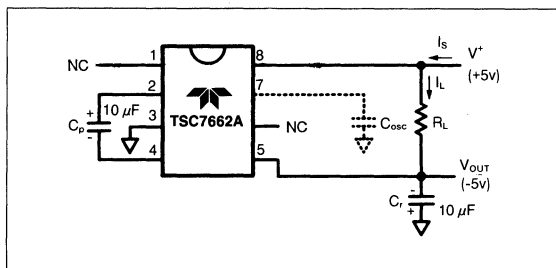 NC
1
8
I_S
V⁺
(+5v)
2
7
I_L
+
10 µF
C_p
-
3
TSC7662A
NC
C_osc
R_L
4
5
V_OUT
(-5v)
-
C_r
+
10 µF